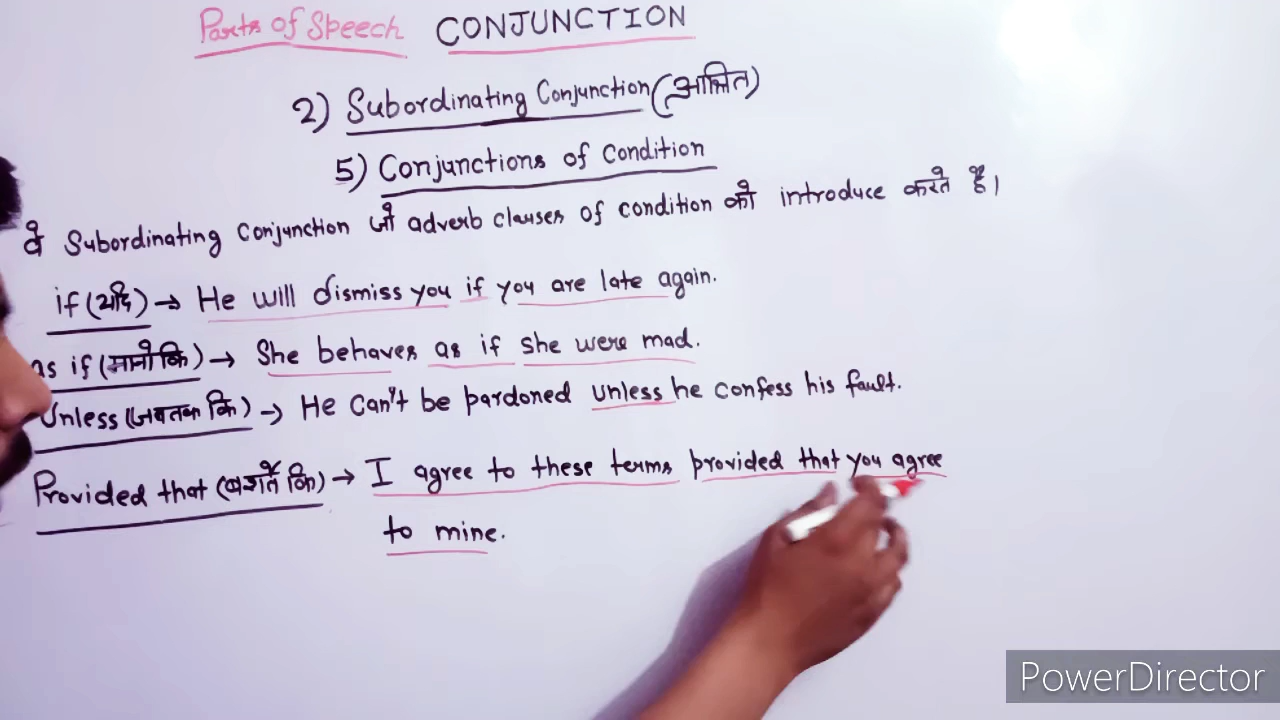 Parts of Speech CONJUNCTION
2) Subordinating Conjunction (आश्रित)
5) Conjunctions of Condition
वे Subordinating conjunction जो adverb clauses of condition को introduce करते हैं।
if (यदि) → He will dismiss you if you are late again.
as if (मानो कि) → She behaves as if she were mad.
Unless (जबतक कि) → He can't be pardoned unless he confess his fault.
Provided that (बशर्ते कि) → I agree to these terms provided that you agree
to mine.
PowerDirector